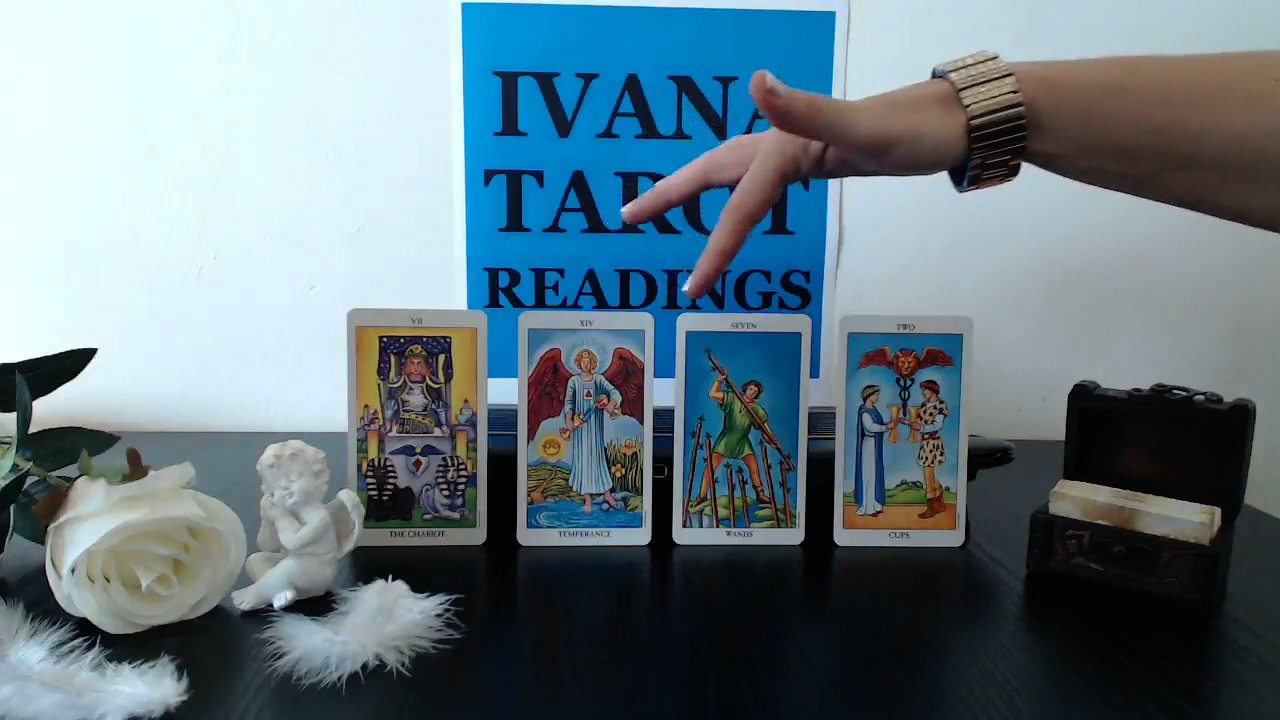 IVANA
TAROT
READINGS
VII
THE CHARIOT
XIV
TEMPERANCE
SEVEN
WANDS
TWO
CUPS